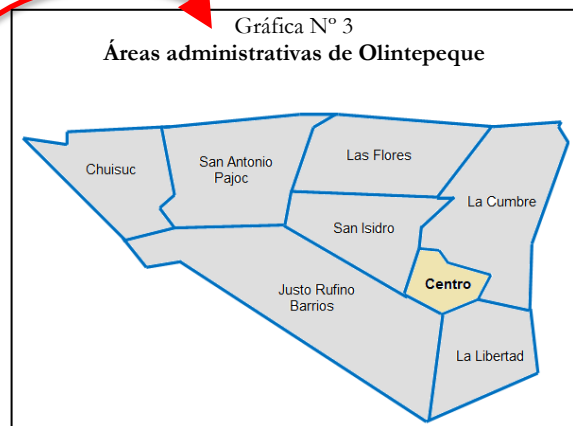 Gráfica Nº 3
Áreas administrativas de Olintepeque
Chuisuc
San Antonio
Pajoc
Las Flores
La Cumbre
San Isidro
Centro
Justo Rufino
Barrios
La Libertad